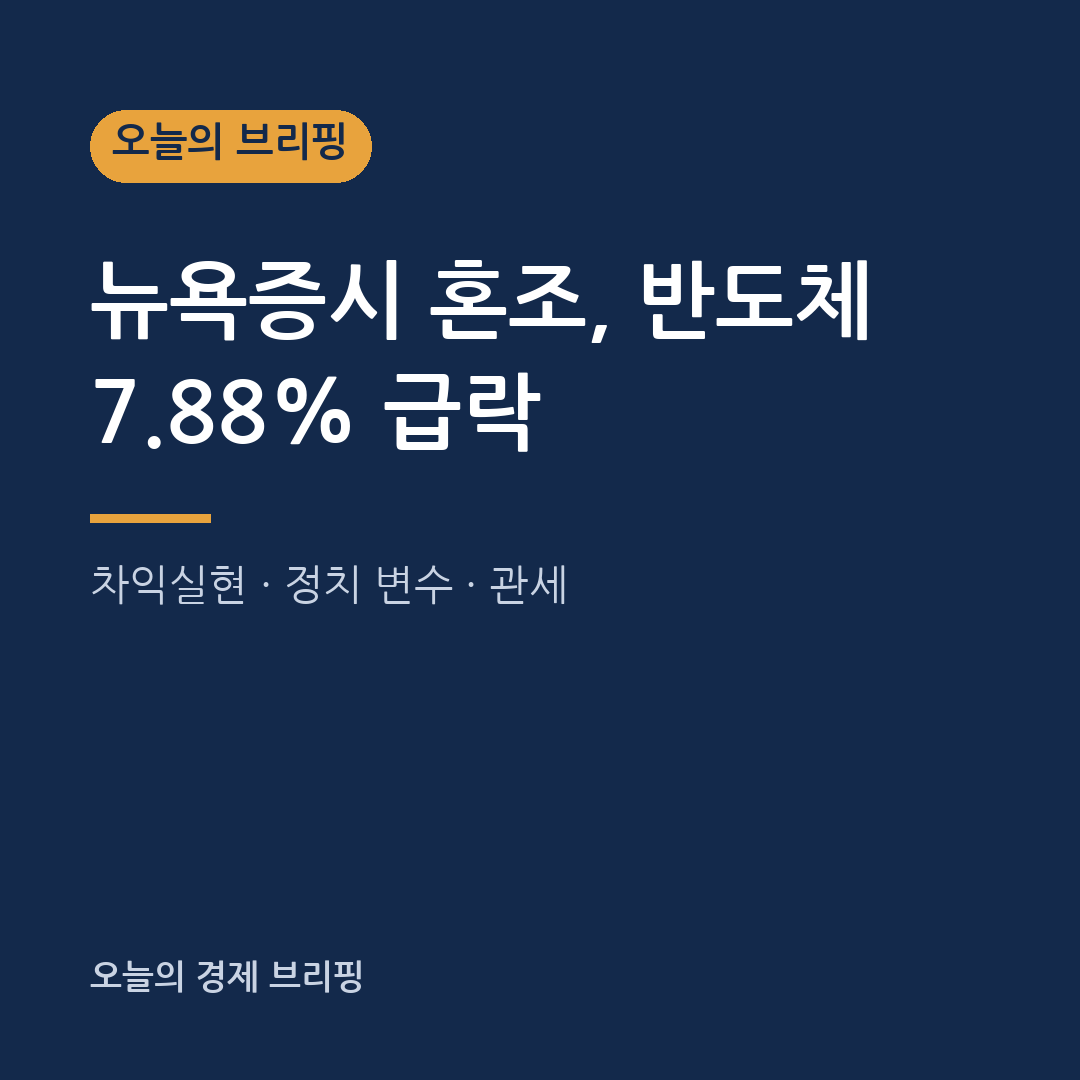 오늘의 브리핑
뉴욕증시 혼조, 반도체
7.88% 급락
차익실현 · 정치 변수 · 관세
오늘의 경제 브리핑